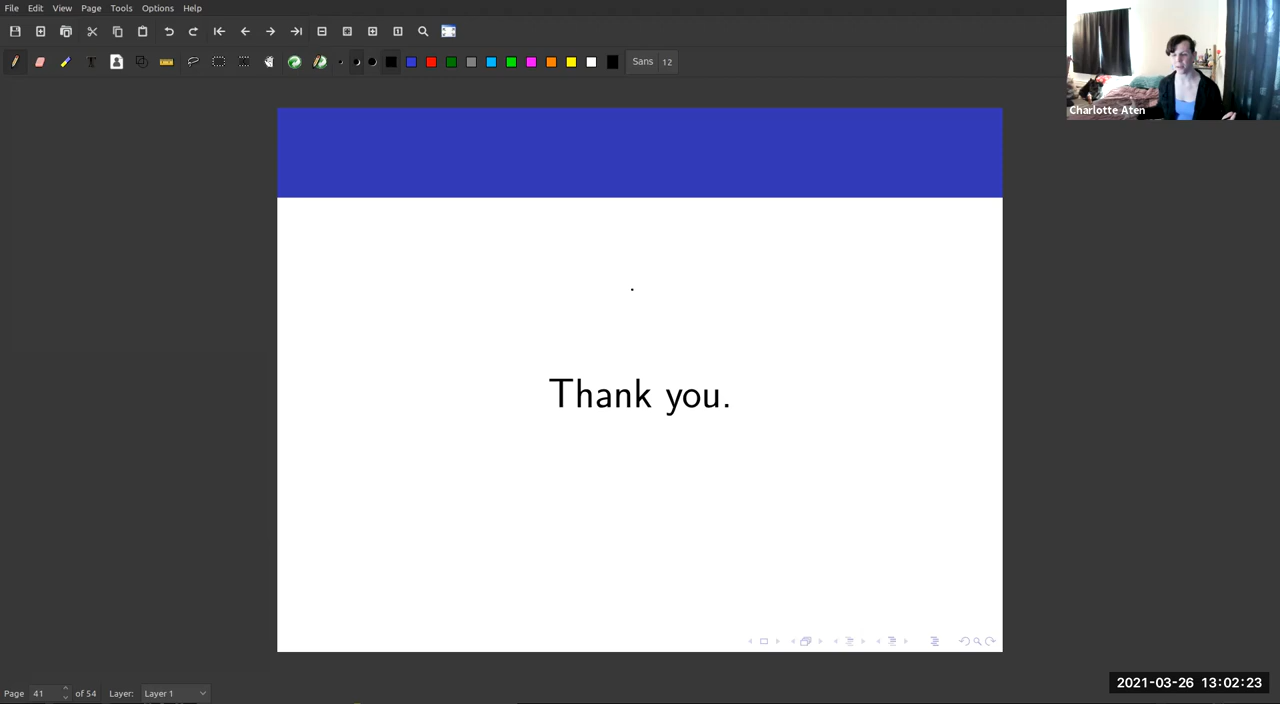 File Edit View Page Tools Options Help
Sans 12
Charlotte Aten
Thank you.
Page 41 of 54 Layer: Layer 1
2021-03-26 13:02:23